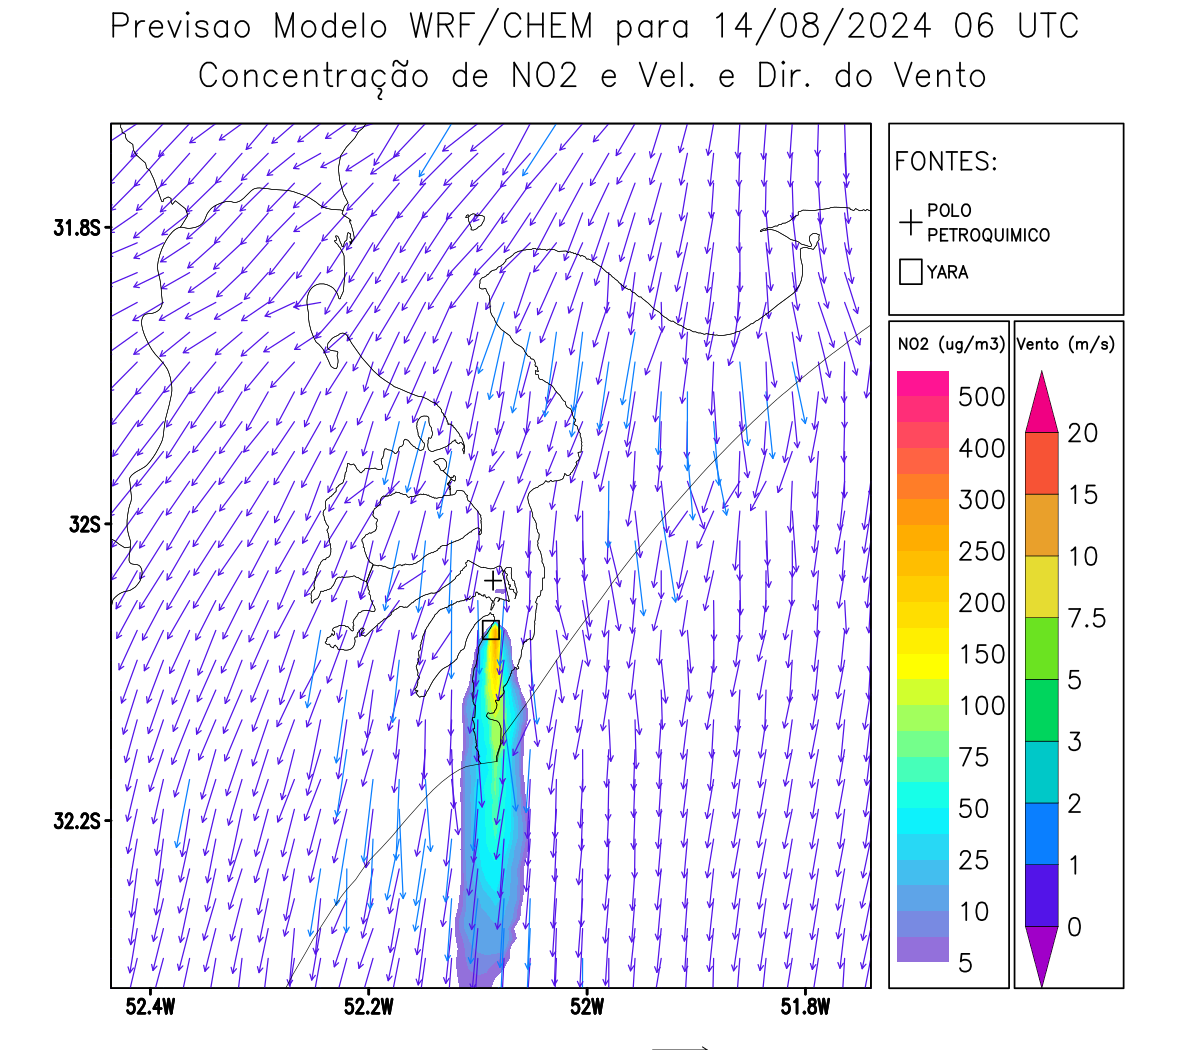 Previsao Modelo WRF/CHEM para 14/08/2024 06 UTC
Concentração de NO2 e Vel. e Dir. do Vento
FONTES:
POLO
PETROQUIMICO
YARA
31.8S
32S
32.2S
52.4W
52.2W
52W
51.8W
NO2 (ug/m3)
500
400
300
250
200
150
100
75
50
25
10
5
Vento (m/s)
20
15
10
7.5
5
3
2
1
0